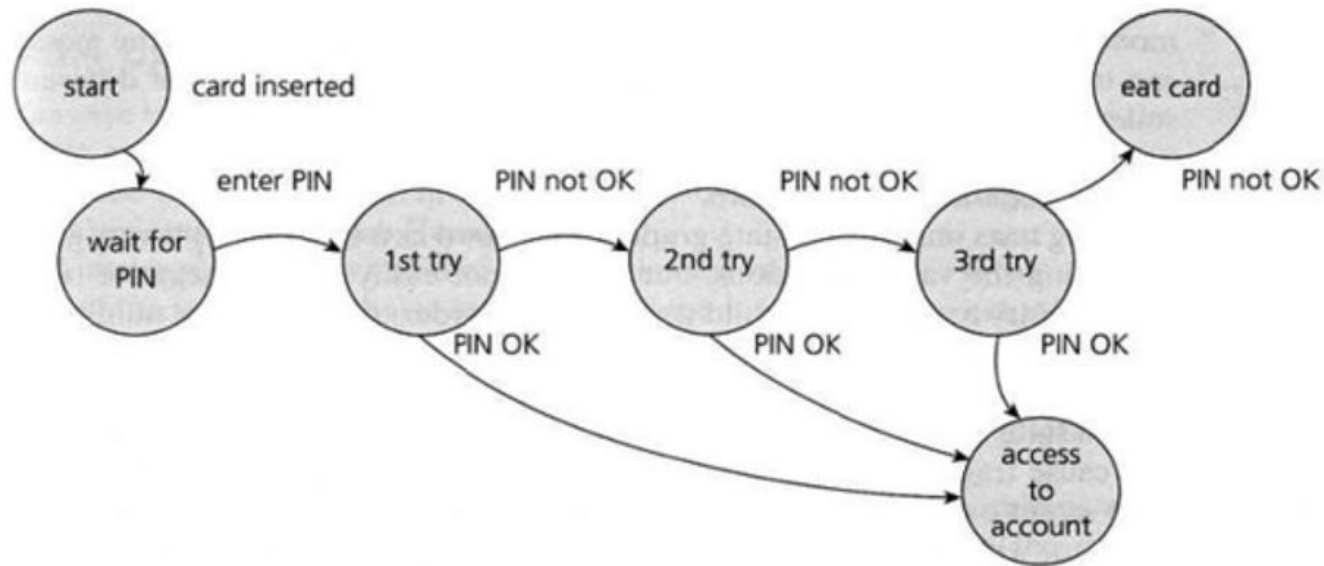 start
card inserted
eat card
enter PIN
PIN not OK
PIN not OK
PIN not OK
wait for
PIN
1st try
2nd try
3rd try
PIN OK
PIN OK
PIN OK
access
to
account